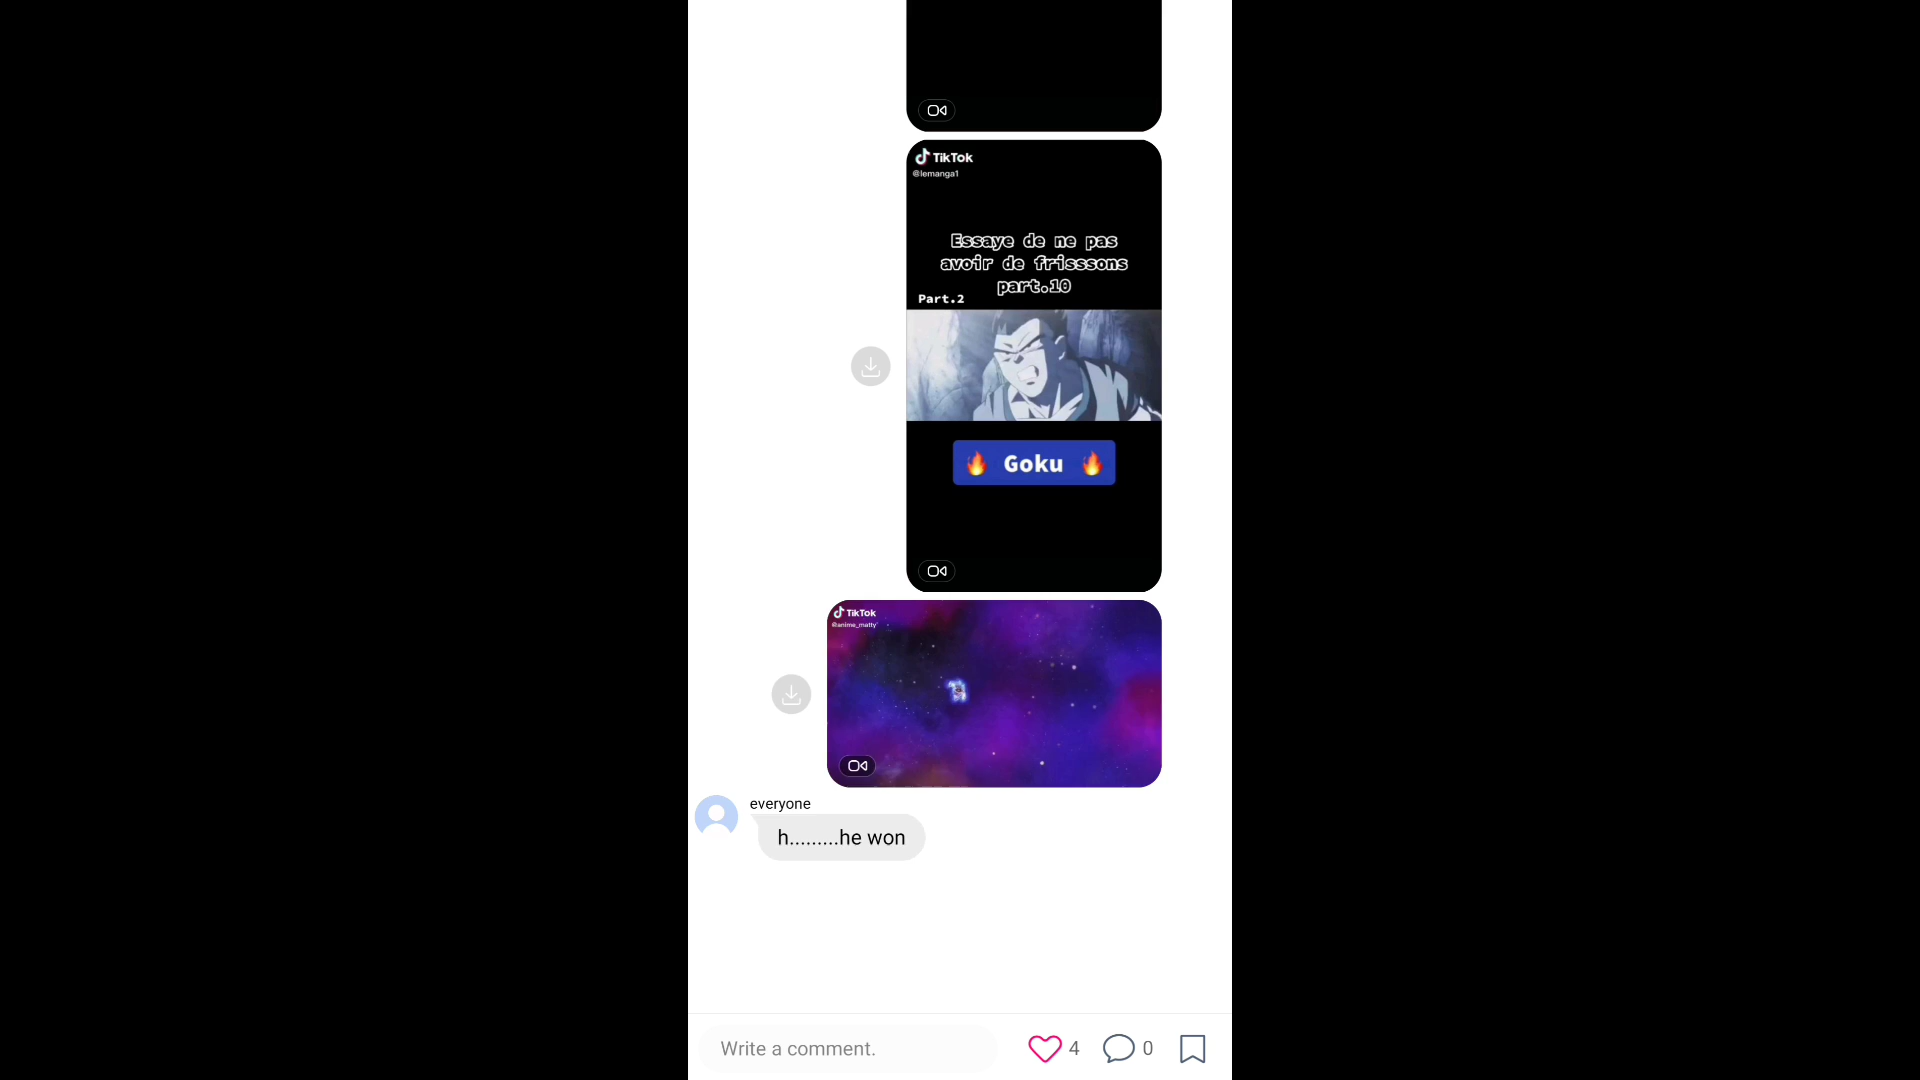 TikTok
@lemanga1
Essaye de ne pas
avoir de frisssons
part.10
Part.2
🔥 Goku 🔥
TikTok
@anime_matty
everyone
h.........he won
Write a comment.
4
0